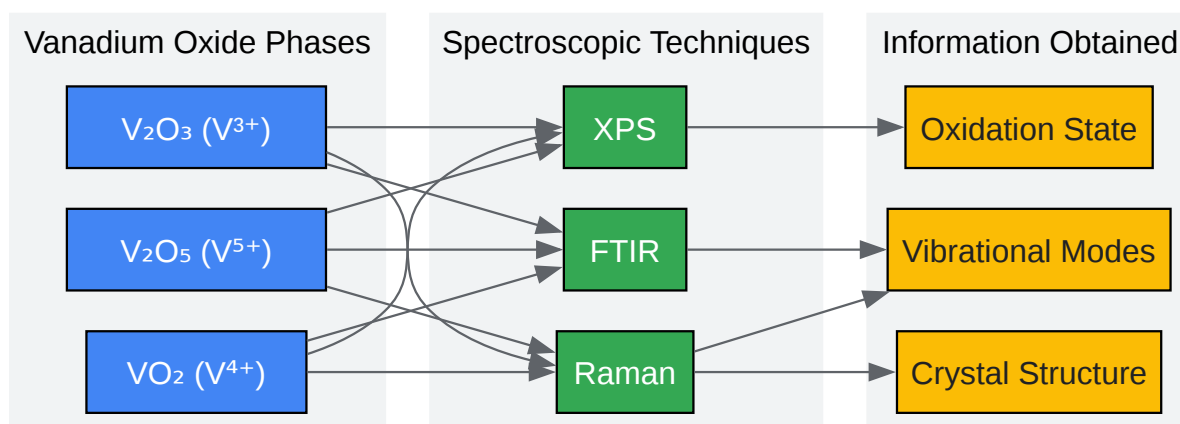 Vanadium Oxide Phases
Spectroscopic Techniques
Information Obtained
V₂O₃ (V³⁺)
XPS
Oxidation State
V₂O₅ (V⁵⁺)
FTIR
Vibrational Modes
VO₂ (V⁴⁺)
Raman
Crystal Structure